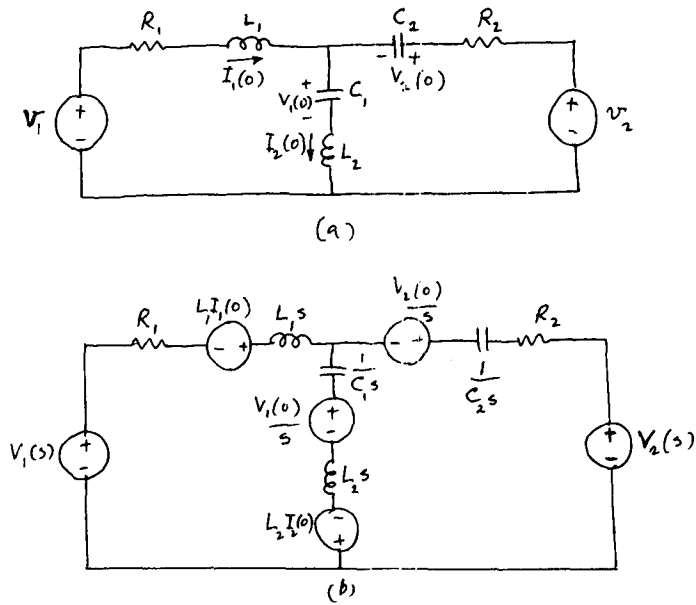 R₁ L₁ C₂ R₂
+ I₁(0) − + V₂(0)
v₁ + − V₁(0) + − C₁ + − v₂
I₂(0) L₂
(a)
R₁ L₁I₁(0) L₁s V₂(0)/s R₂
− + − +
1/C₁s 1/C₂s
V₁(s) + − V₁(0)/s + − + − V₂(s)
L₂s
L₂I₂(0) − +
(b)